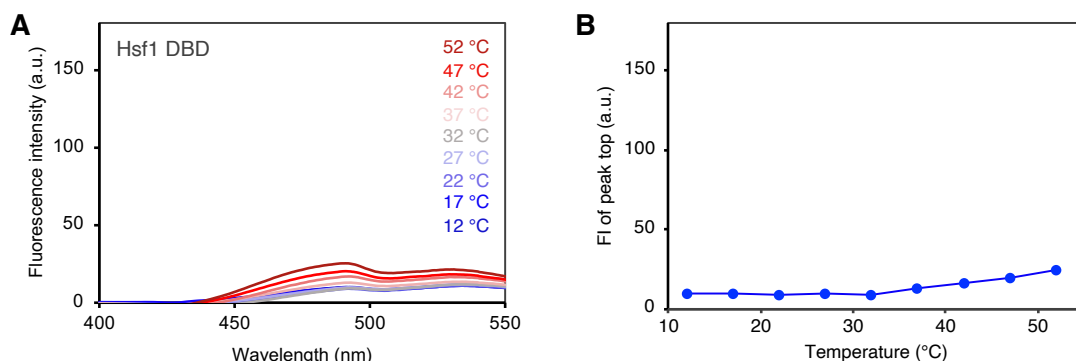 A
Hsf1 DBD
52 °C
47 °C
42 °C
37 °C
32 °C
27 °C
22 °C
17 °C
12 °C
Fluorescence intensity (a.u.)
150
100
50
0
400 450 500 550
Wavelength (nm)
B
FI of peak top (a.u.)
150
100
50
0
10 20 30 40 50
Temperature (°C)